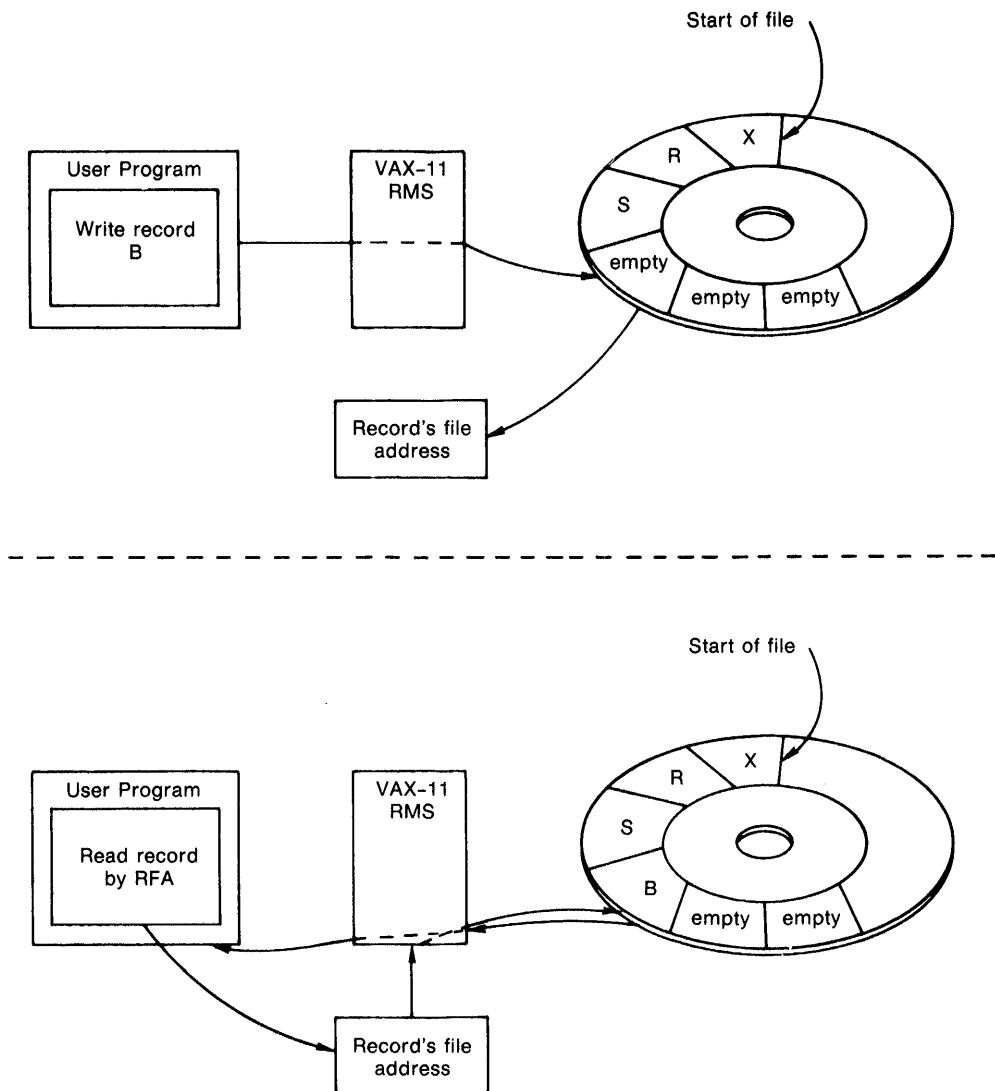 Start of file
User Program
Write record
B
VAX-11
RMS
X
R
S
empty
empty
empty
Record's file
address
Start of file
User Program
Read record
by RFA
VAX-11
RMS
X
R
S
B
empty
empty
Record's file
address